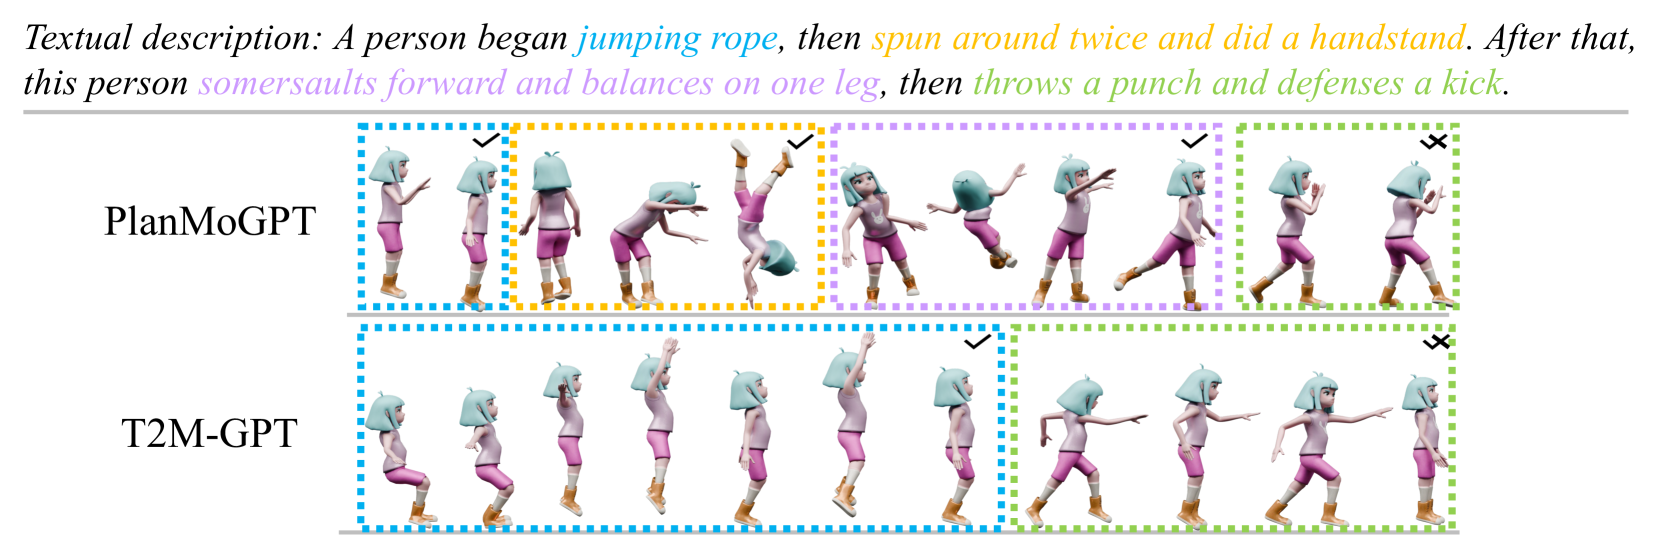 Textual description: A person began jumping rope, then spun around twice and did a handstand. After that,
this person somersaults forward and balances on one leg, then throws a punch and defenses a kick.
PlanMoGPT
T2M-GPT